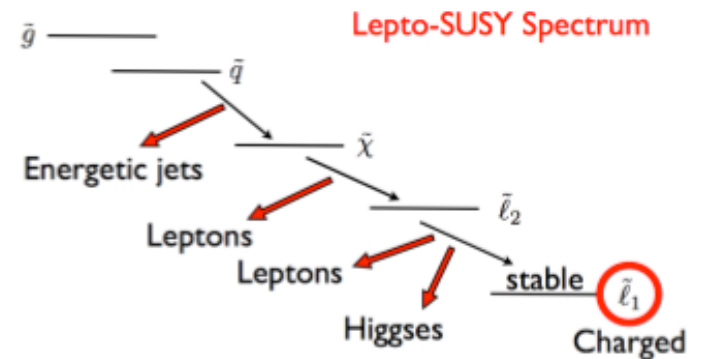 Lepto-SUSY Spectrum
g̃
q̃
χ̃
Energetic jets
ℓ̃₂
Leptons
Leptons
stable
ℓ̃₁
Higgses
Charged